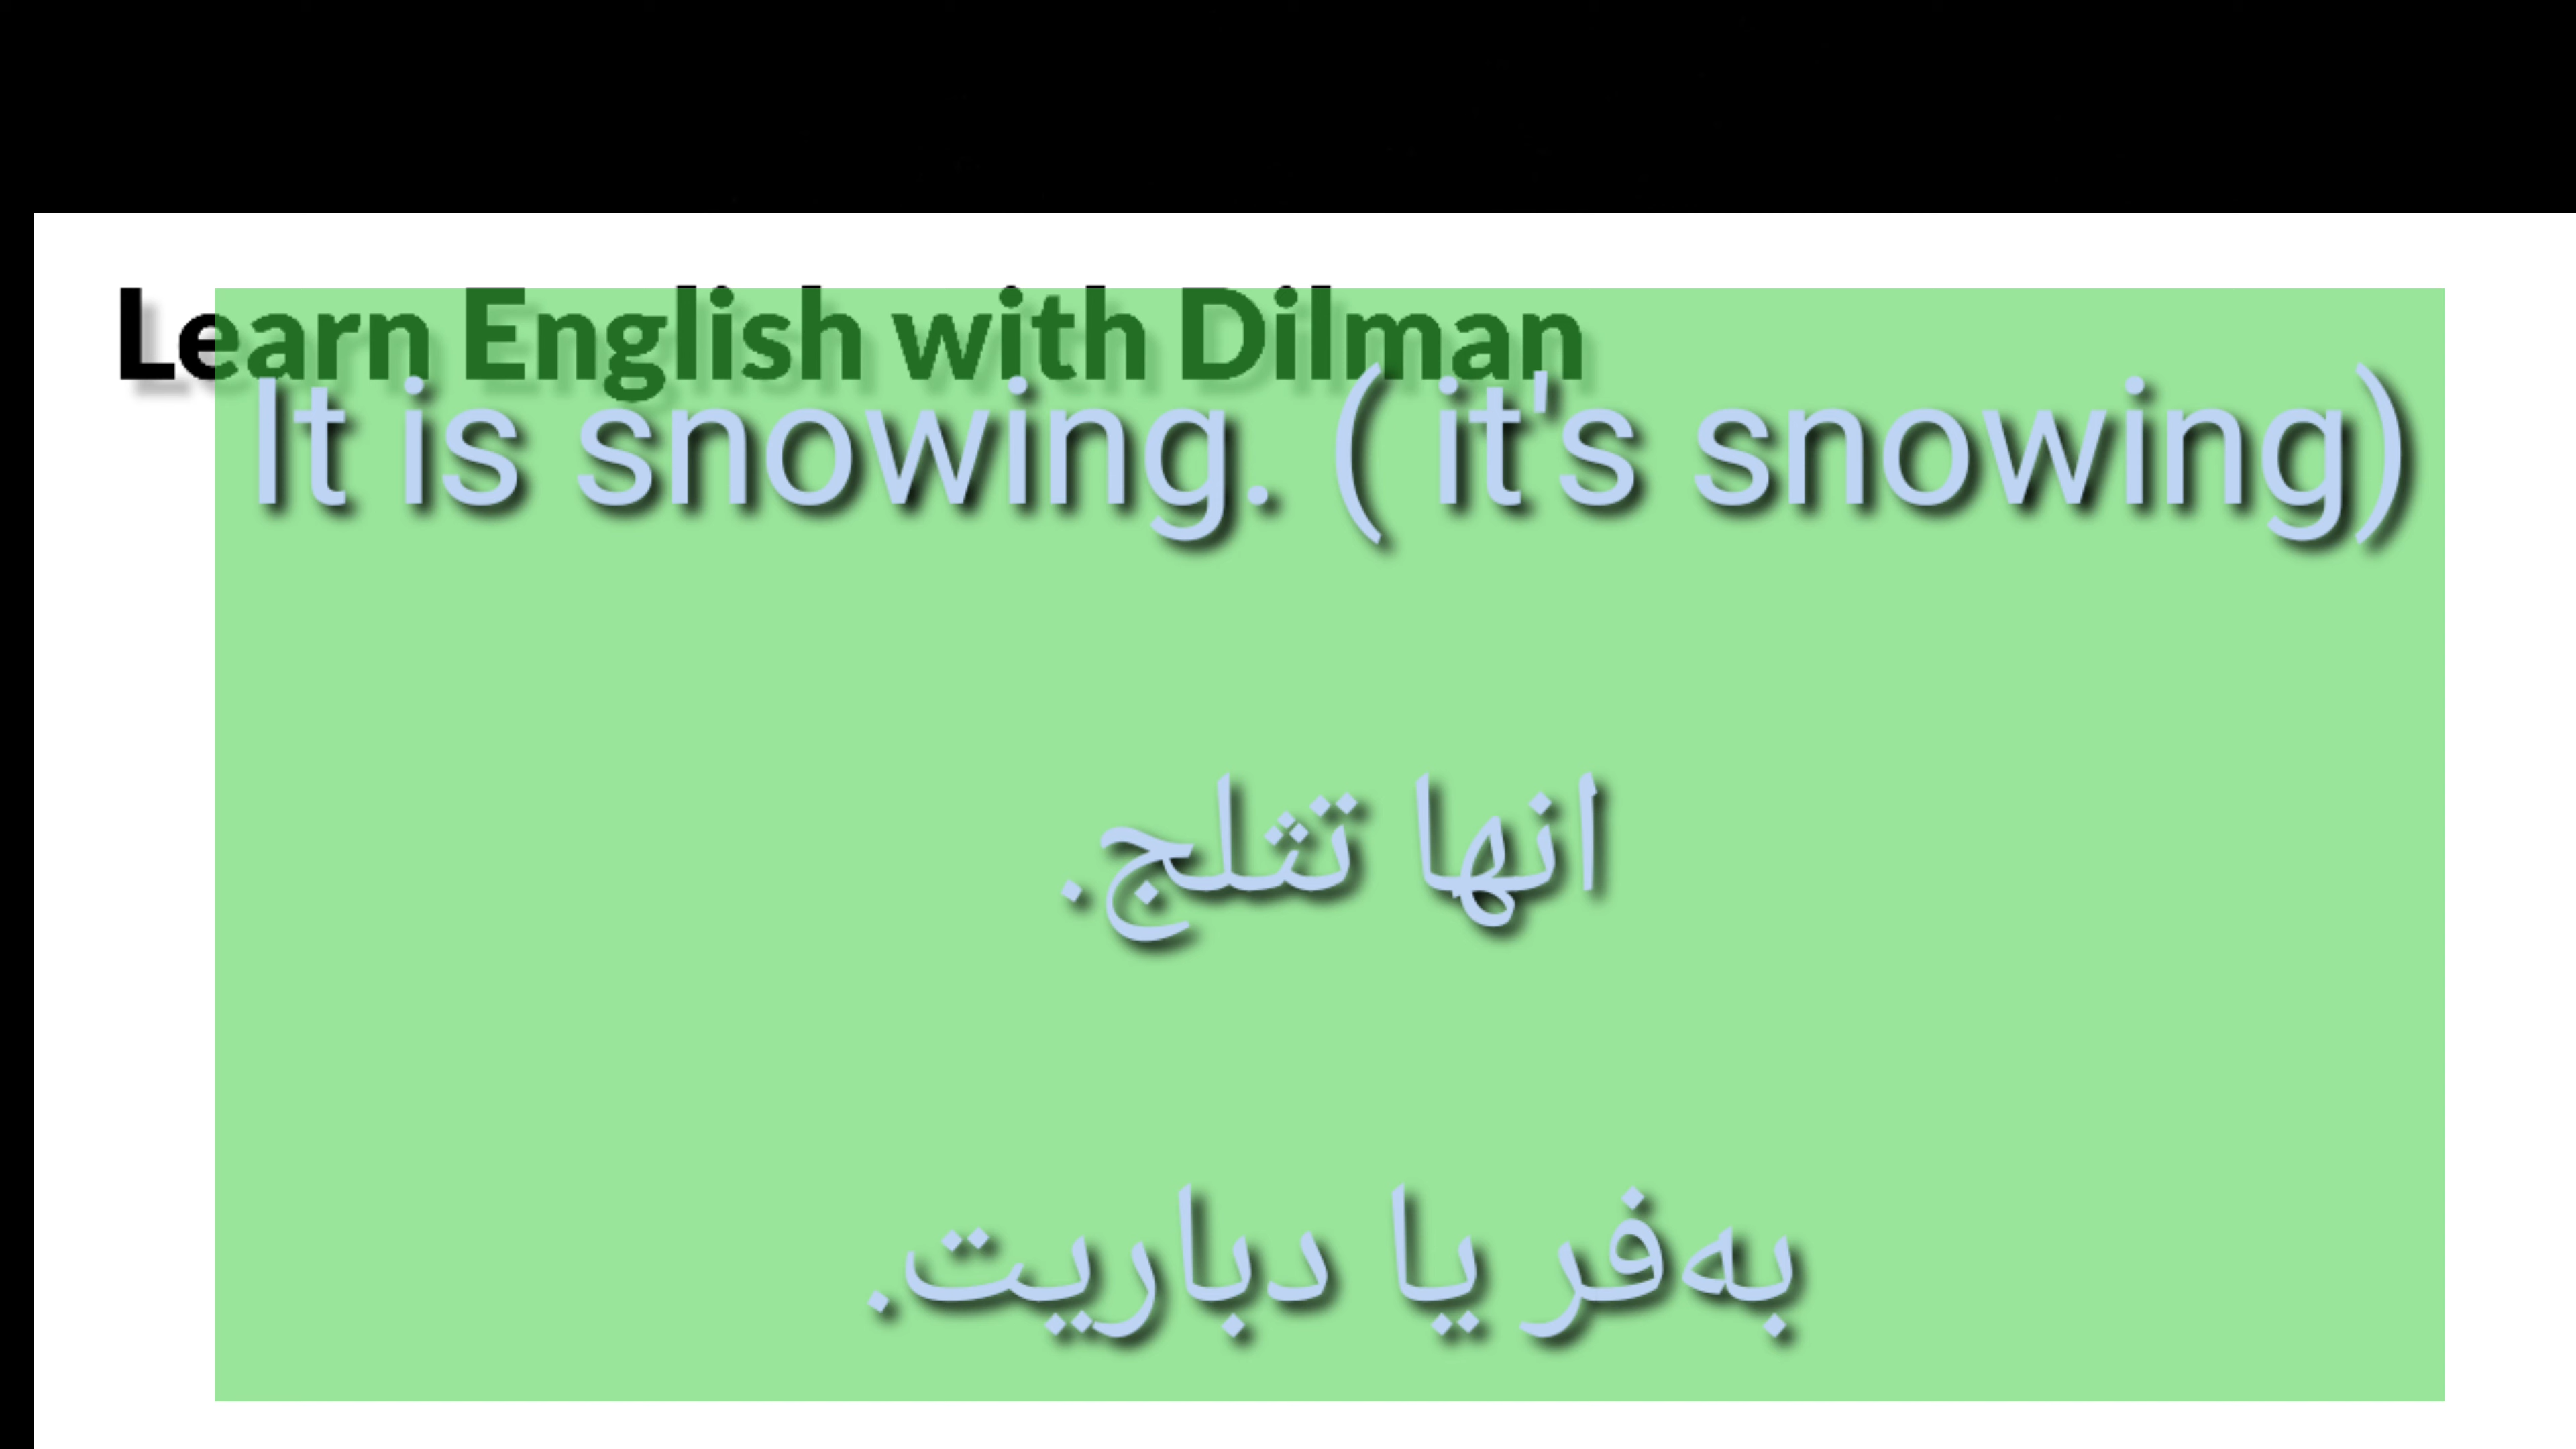 Learn English with Dilman
It is snowing. ( it's snowing)
انها تثلج.
بەفر یا دباریت.